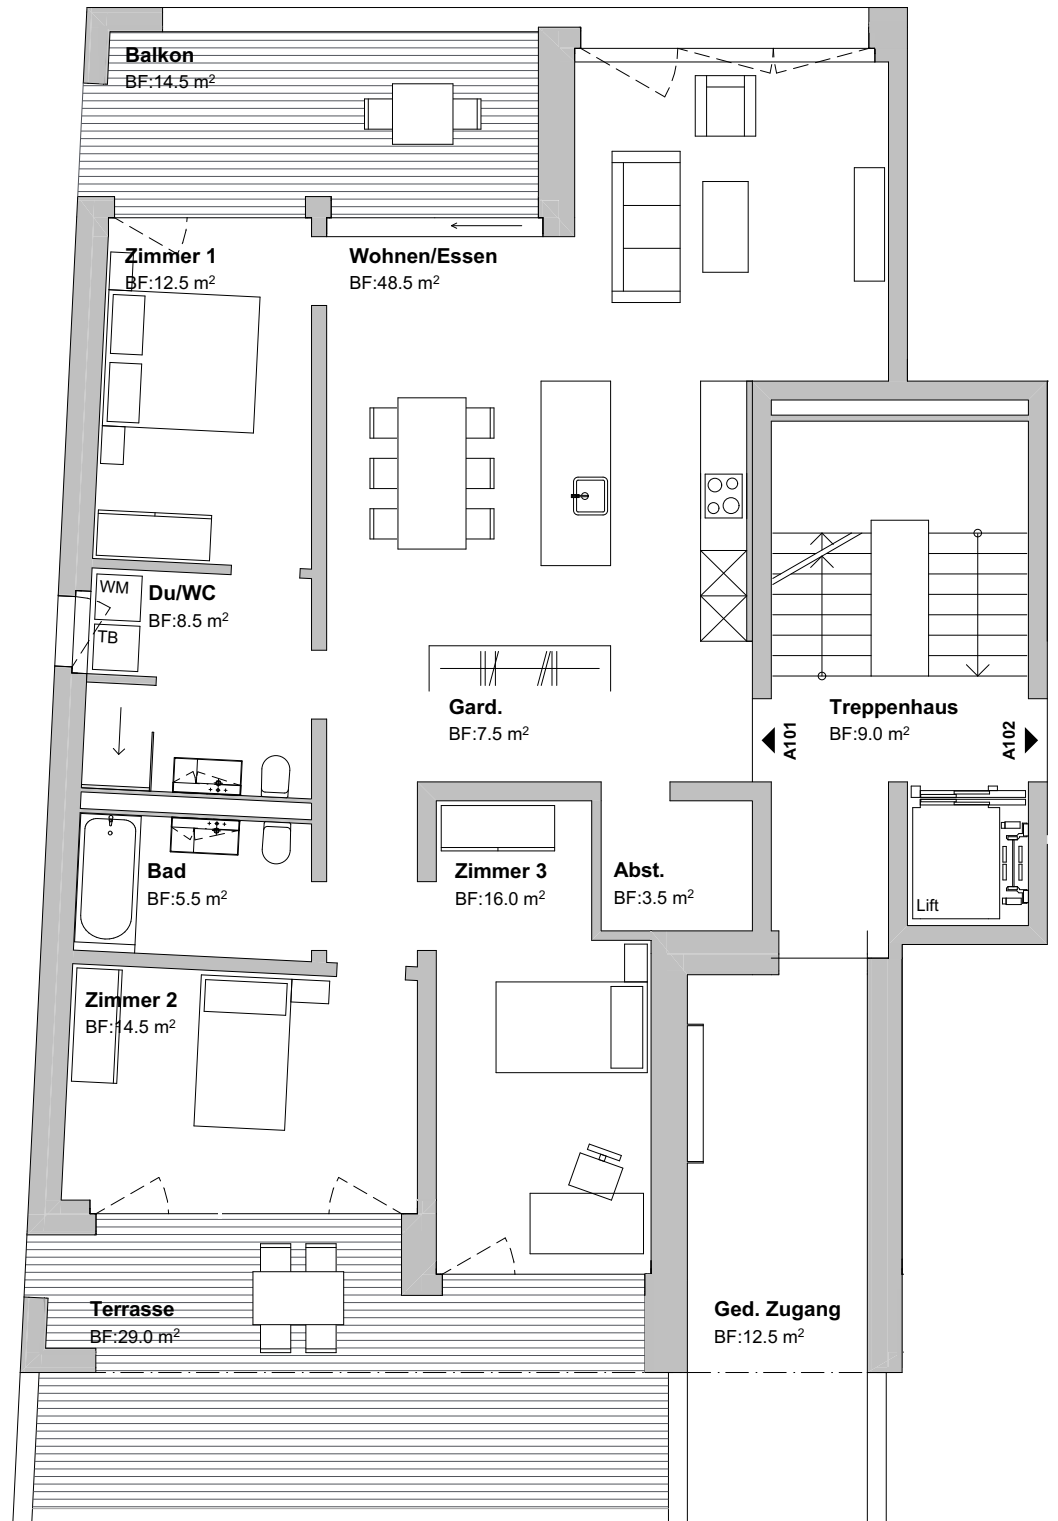 Balkon
BF:14.5 m²
Zimmer 1
BF:12.5 m²
Wohnen/Essen
BF:48.5 m²
WM
TB
Du/WC
BF:8.5 m²
Gard.
BF:7.5 m²
Treppenhaus
BF:9.0 m²
A101
A102
Bad
BF:5.5 m²
Zimmer 3
BF:16.0 m²
Abst.
BF:3.5 m²
Lift
Zimmer 2
BF:14.5 m²
Terrasse
BF:29.0 m²
Ged. Zugang
BF:12.5 m²